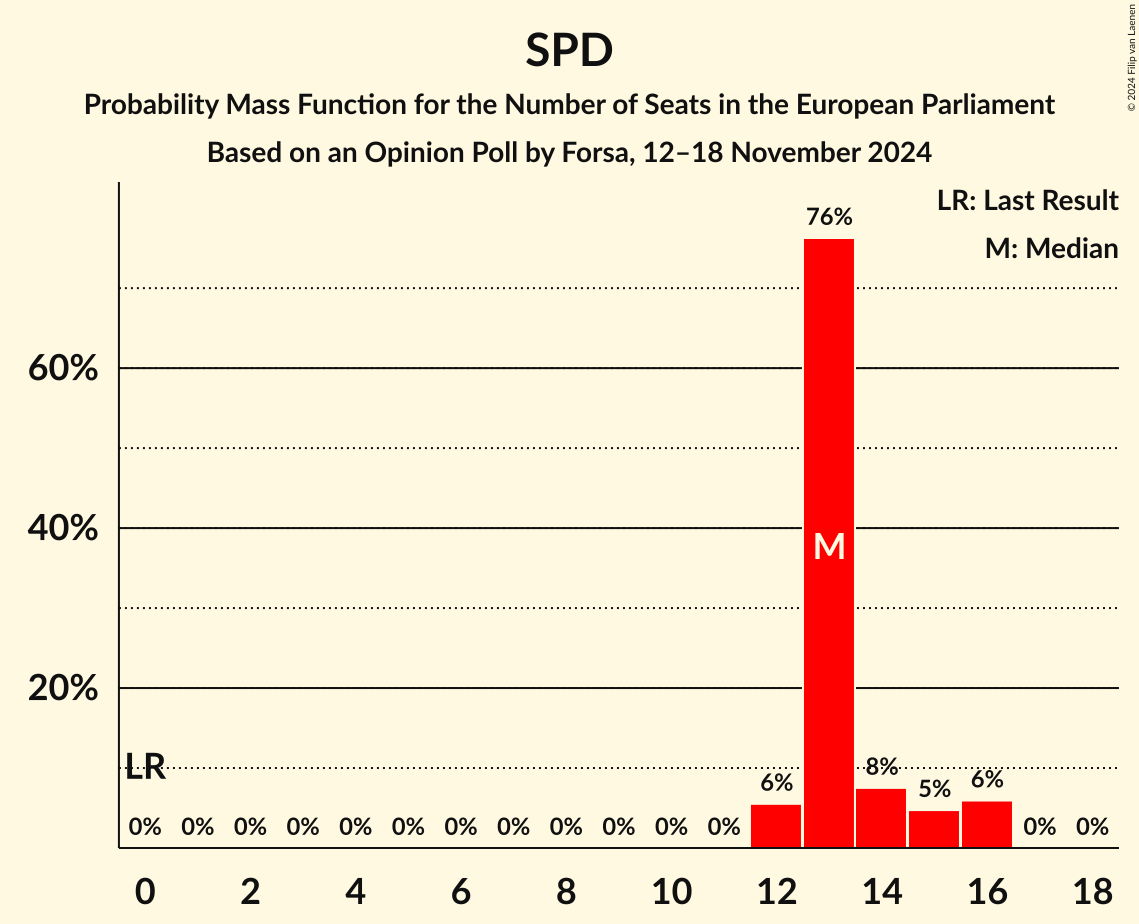 SPD
Probability Mass Function for the Number of Seats in the European Parliament
Based on an Opinion Poll by Forsa, 12–18 November 2024
© 2024 Filip van Laenen
LR: Last Result
M: Median
76%
60%
40%
M
20%
LR
6%
8%
5%
6%
0% 0% 0% 0% 0% 0% 0% 0% 0% 0% 0% 0% 0% 0%
0 2 4 6 8 10 12 14 16 18